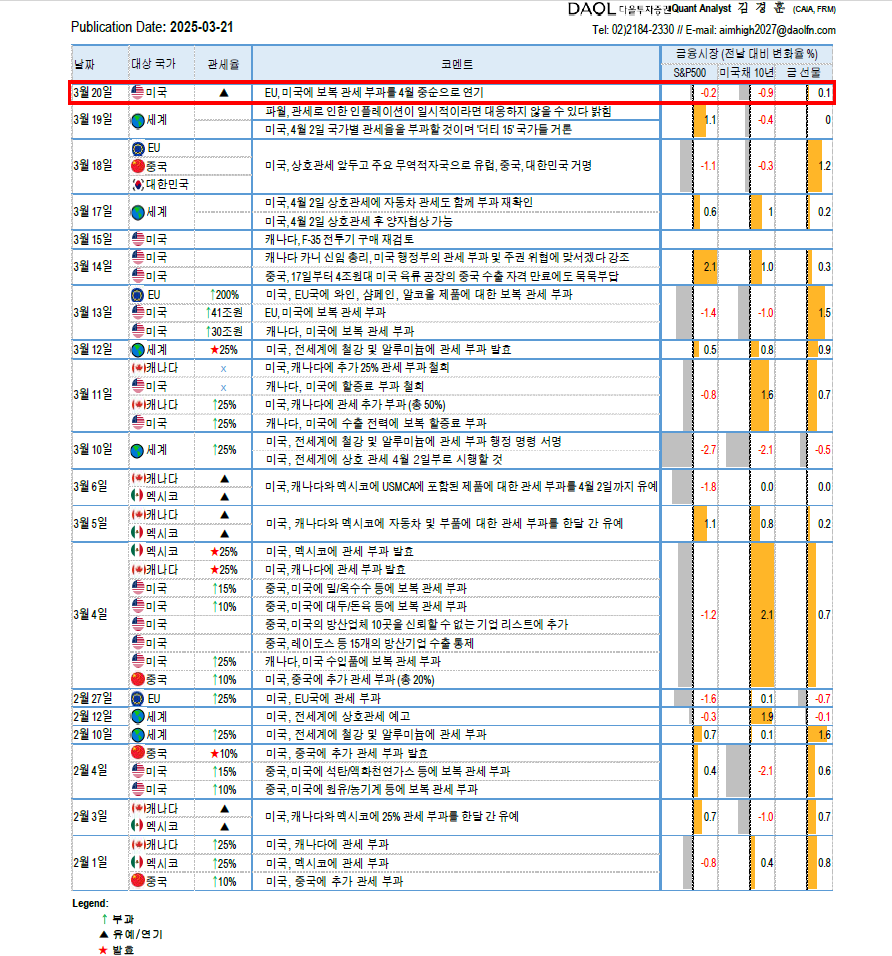 DAOL 다올투자증권 Quant Analyst 김 경 훈 (CAIA, FRM)
Publication Date: 2025-03-21
Tel: 02)2184-2330 // E-mail: aimhigh2027@daolfn.com
날짜 대상 국가 관세율 코멘트 금융시장 (전날 대비 변화율 %)
S&P500 미국채 10년 금 선물
3월 20일 미국 ▲ EU, 미국에 보복 관세 부과를 4월 중순으로 연기 -0.2 -0.9 0.1
3월 19일 세계 파월, 관세로 인한 인플레이션이 일시적이라면 대응하지 않을 수 있다 밝힘 1.1 -0.4 0
미국, 4월 2일 국가별 관세율을 부과할 것이며 '더티 15' 국가들 거론
3월 18일 EU 미국, 상호관세 앞두고 주요 무역적자국으로 유럽, 중국, 대한민국 거명 -1.1 -0.3 1.2
중국
대한민국
3월 17일 세계 미국, 4월 2일 상호관세에 자동차 관세도 함께 부과 재확인 0.6 1 0.2
미국, 4월 2일 상호관세 후 양자협상 가능
3월 15일 미국 캐나다, F-35 전투기 구매 재검토
3월 14일 미국 캐나다 카니 신임 총리, 미국 행정부의 관세 부과 및 주권 위협에 맞서겠다 강조 2.1 1.0 0.3
미국 중국, 17일부터 4조원대 미국 육류 공장의 중국 수출 자격 만료에도 묵묵부답
3월 13일 EU ↑200% 미국, EU국에 와인, 샴페인, 알코올 제품에 대한 보복 관세 부과 -1.4 -1.0 1.5
미국 ↑41조원 EU, 미국에 보복 관세 부과
미국 ↑30조원 캐나다, 미국에 보복 관세 부과
3월 12일 세계 ★25% 미국, 전세계에 철강 및 알루미늄에 관세 부과 발효 0.5 0.8 0.9
3월 11일 캐나다 x 미국, 캐나다에 추가 25% 관세 부과 철회 -0.8 1.6 0.7
미국 x 캐나다, 미국에 할증료 부과 철회
캐나다 ↑25% 미국, 캐나다에 관세 추가 부과 (총 50%)
미국 ↑25% 캐나다, 미국에 수출 전력에 보복 할증료 부과
3월 10일 세계 ↑25% 미국, 전세계에 철강 및 알루미늄에 관세 부과 행정 명령 서명 -2.7 -2.1 -0.5
미국, 전세계에 상호 관세 4월 2일부로 시행할 것
3월 6일 캐나다 ▲ 미국, 캐나다와 멕시코에 USMCA에 포함된 제품에 대한 관세 부과를 4월 2일까지 유예 -1.8 0.0 0.0
멕시코 ▲
3월 5일 캐나다 ▲ 미국, 캐나다와 멕시코에 자동차 및 부품에 대한 관세 부과를 한달 간 유예 1.1 0.8 0.2
멕시코 ▲
3월 4일 멕시코 ★25% 미국, 멕시코에 관세 부과 발효 -1.2 2.1 0.7
캐나다 ★25% 미국, 캐나다에 관세 부과 발효
미국 ↑15% 중국, 미국에 밀/옥수수 등에 보복 관세 부과
미국 ↑10% 중국, 미국에 대두/돈육 등에 보복 관세 부과
미국 중국, 미국의 방산업체 10곳을 신뢰할 수 없는 기업 리스트에 추가
미국 중국, 레이도스 등 15개의 방산기업 수출 통제
미국 ↑25% 캐나다, 미국 수입품에 보복 관세 부과
중국 ↑10% 미국, 중국에 추가 관세 부과 (총 20%)
2월 27일 EU ↑25% 미국, EU국에 관세 부과 -1.6 0.1 -0.7
2월 12일 세계 미국, 전세계에 상호관세 예고 -0.3 1.9 -0.1
2월 10일 세계 ↑25% 미국, 전세계에 철강 및 알루미늄에 관세 부과 0.7 0.1 1.6
2월 4일 중국 ★10% 미국, 중국에 추가 관세 부과 발효 0.4 -2.1 0.6
미국 ↑15% 중국, 미국에 석탄/액화천연가스 등에 보복 관세 부과
미국 ↑10% 중국, 미국에 원유/농기계 등에 보복 관세 부과
2월 3일 캐나다 ▲ 미국, 캐나다와 멕시코에 25% 관세 부과를 한달 간 유예 0.7 -1.0 0.7
멕시코 ▲
2월 1일 캐나다 ↑25% 미국, 캐나다에 관세 부과 -0.8 0.4 0.8
멕시코 ↑25% 미국, 멕시코에 관세 부과
중국 ↑10% 미국, 중국에 추가 관세 부과
Legend:
↑ 부과
▲ 유예/연기
★ 발효